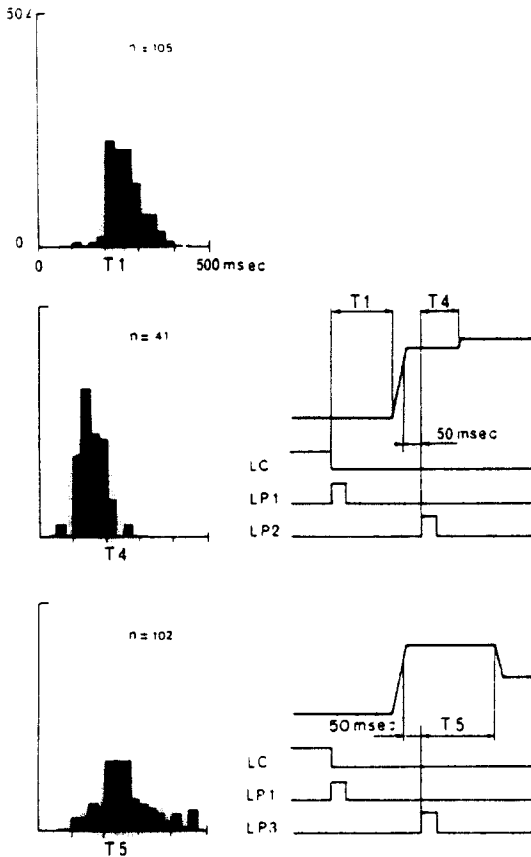 50%
n=105
0
0 T1 500 msec
n=41
T4
T1 T4
50 msec
LC
LP1
LP2
n=102
T5
50 msec T5
LC
LP1
LP3